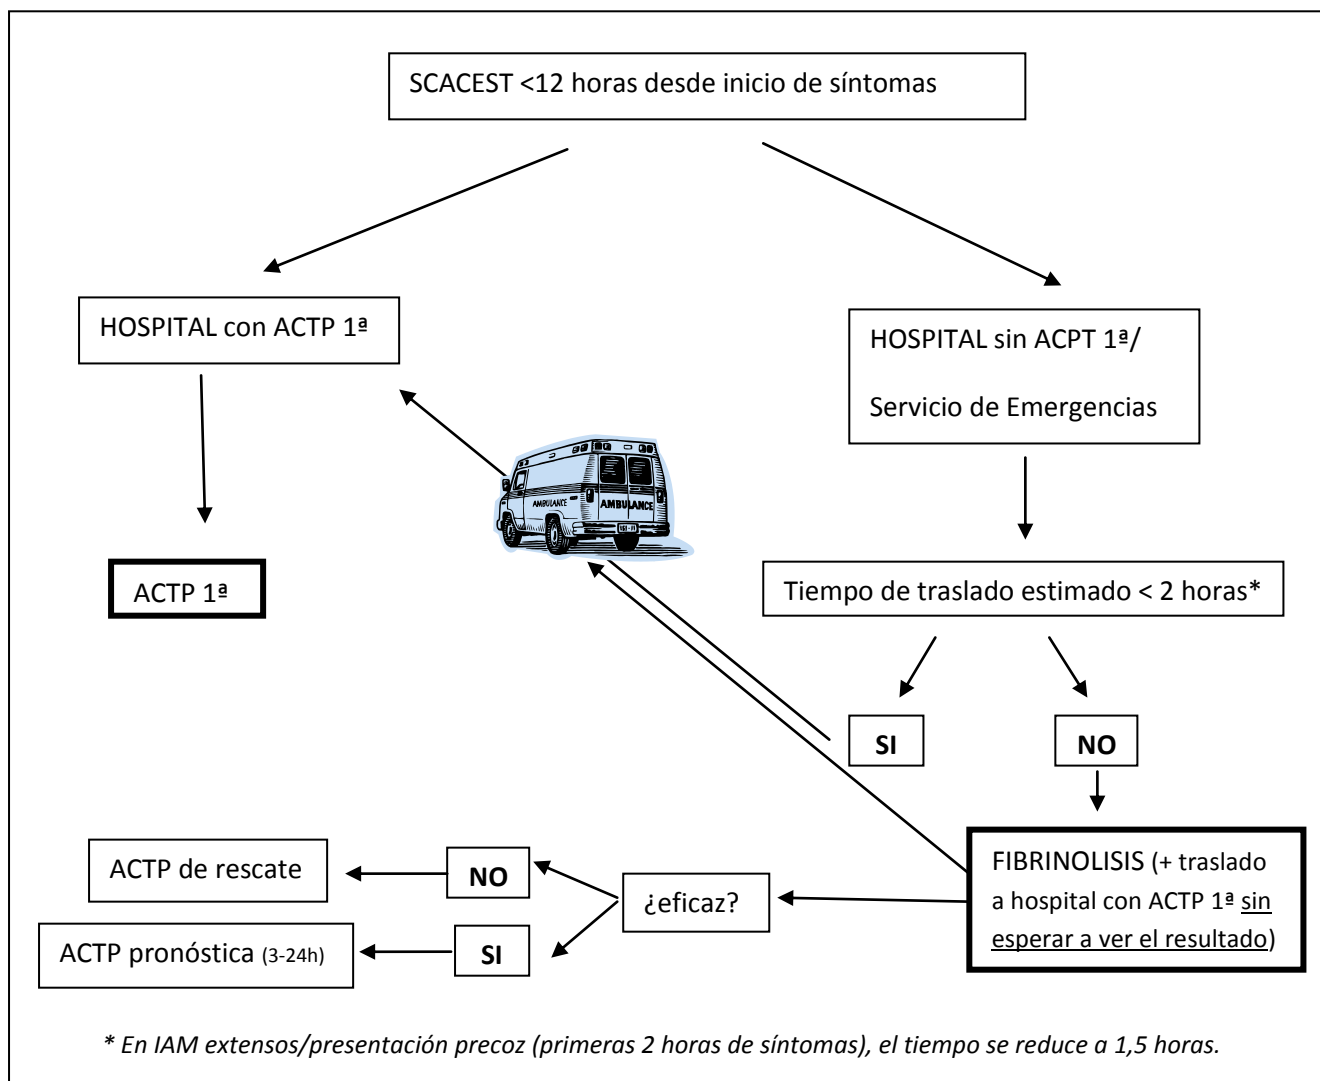 SCACEST <12 horas desde inicio de síntomas
HOSPITAL con ACTP 1ª
HOSPITAL sin ACPT 1ª/
Servicio de Emergencias
AMBULANCE
AMBULANCE
ACTP 1ª
Tiempo de traslado estimado < 2 horas*
SI
NO
FIBRINOLISIS (+ traslado
a hospital con ACTP 1ª sin
esperar a ver el resultado)
¿eficaz?
NO
ACTP de rescate
SI
ACTP pronóstica (3-24h)
* En IAM extensos/presentación precoz (primeras 2 horas de síntomas), el tiempo se reduce a 1,5 horas.